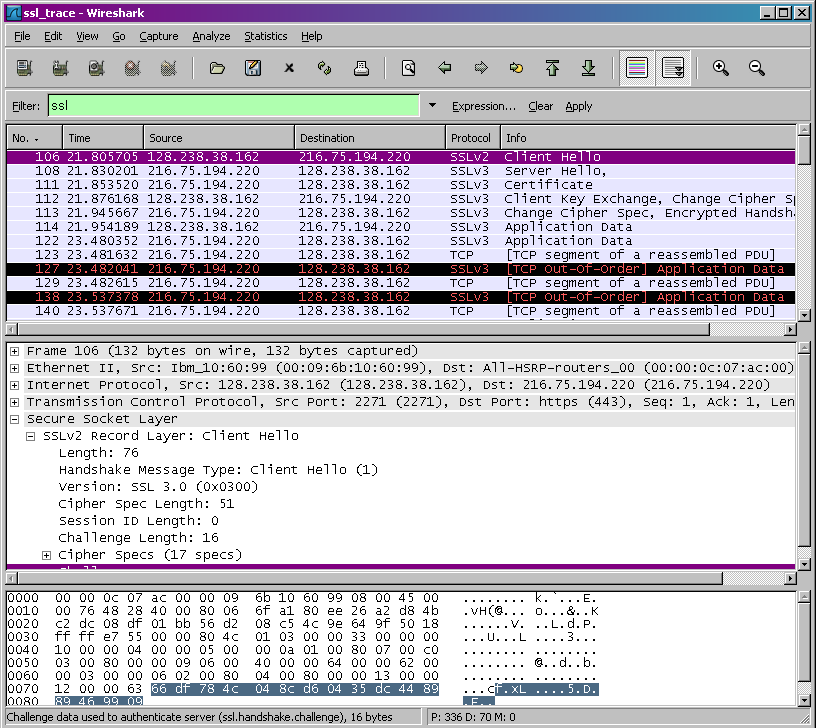 ssl_trace - Wireshark
File Edit View Go Capture Analyze Statistics Help
Filter: ssl Expression... Clear Apply
No. . Time Source Destination Protocol Info
106 21.805705 128.238.38.162 216.75.194.220 SSLv2 Client Hello
108 21.830201 216.75.194.220 128.238.38.162 SSLv3 Server Hello,
111 21.853520 216.75.194.220 128.238.38.162 SSLv3 Certificate
112 21.876168 128.238.38.162 216.75.194.220 SSLv3 Client Key Exchange, Change Cipher Sp
113 21.945667 216.75.194.220 128.238.38.162 SSLv3 Change Cipher Spec, Encrypted Handsha
114 21.954189 128.238.38.162 216.75.194.220 SSLv3 Application Data
122 23.480352 216.75.194.220 128.238.38.162 SSLv3 Application Data
123 23.481632 216.75.194.220 128.238.38.162 TCP [TCP segment of a reassembled PDU]
127 23.482041 216.75.194.220 128.238.38.162 SSLv3 [TCP Out-Of-Order] Application Data
129 23.482615 216.75.194.220 128.238.38.162 TCP [TCP segment of a reassembled PDU]
138 23.537378 216.75.194.220 128.238.38.162 SSLv3 [TCP Out-Of-Order] Application Data
140 23.537671 216.75.194.220 128.238.38.162 TCP [TCP segment of a reassembled PDU]
Frame 106 (132 bytes on wire, 132 bytes captured)
Ethernet II, Src: Ibm_10:60:99 (00:09:6b:10:60:99), Dst: All-HSRP-routers_00 (00:00:0c:07:ac:00)
Internet Protocol, Src: 128.238.38.162 (128.238.38.162), Dst: 216.75.194.220 (216.75.194.220)
Transmission Control Protocol, Src Port: 2271 (2271), Dst Port: https (443), Seq: 1, Ack: 1, Len
Secure Socket Layer
SSLv2 Record Layer: Client Hello
Length: 76
Handshake Message Type: Client Hello (1)
Version: SSL 3.0 (0x0300)
Cipher Spec Length: 51
Session ID Length: 0
Challenge Length: 16
Cipher Specs (17 specs)
0000 00 00 0c 07 ac 00 00 09 6b 10 60 99 08 00 45 00 ........ k.`...E.
0010 00 76 48 28 40 00 80 06 6f a1 80 ee 26 a2 d8 4b .vH(@... o...&..K
0020 c2 dc 08 df 01 bb 56 d2 08 c5 4c 9e 64 9f 50 18 ......V. ..L.d.P.
0030 ff ff e7 55 00 00 80 4c 01 03 00 00 33 00 00 00 ...U...L ....3...
0040 10 00 00 04 00 00 05 00 00 0a 01 00 80 07 00 c0 ........ ........
0050 03 00 80 00 00 09 06 00 40 00 00 64 00 00 62 00 ........ @..d..b.
0060 00 03 00 00 06 02 00 80 04 00 80 00 00 13 00 00 ........ ........
0070 12 00 00 63 66 df 78 4c 04 8c d6 04 35 dc 44 89 ...cf.xL ....5.D.
0080 89 46 99 09 .F..
Challenge data used to authenticate server (ssl.handshake.challenge), 16 bytes P: 336 D: 70 M: 0